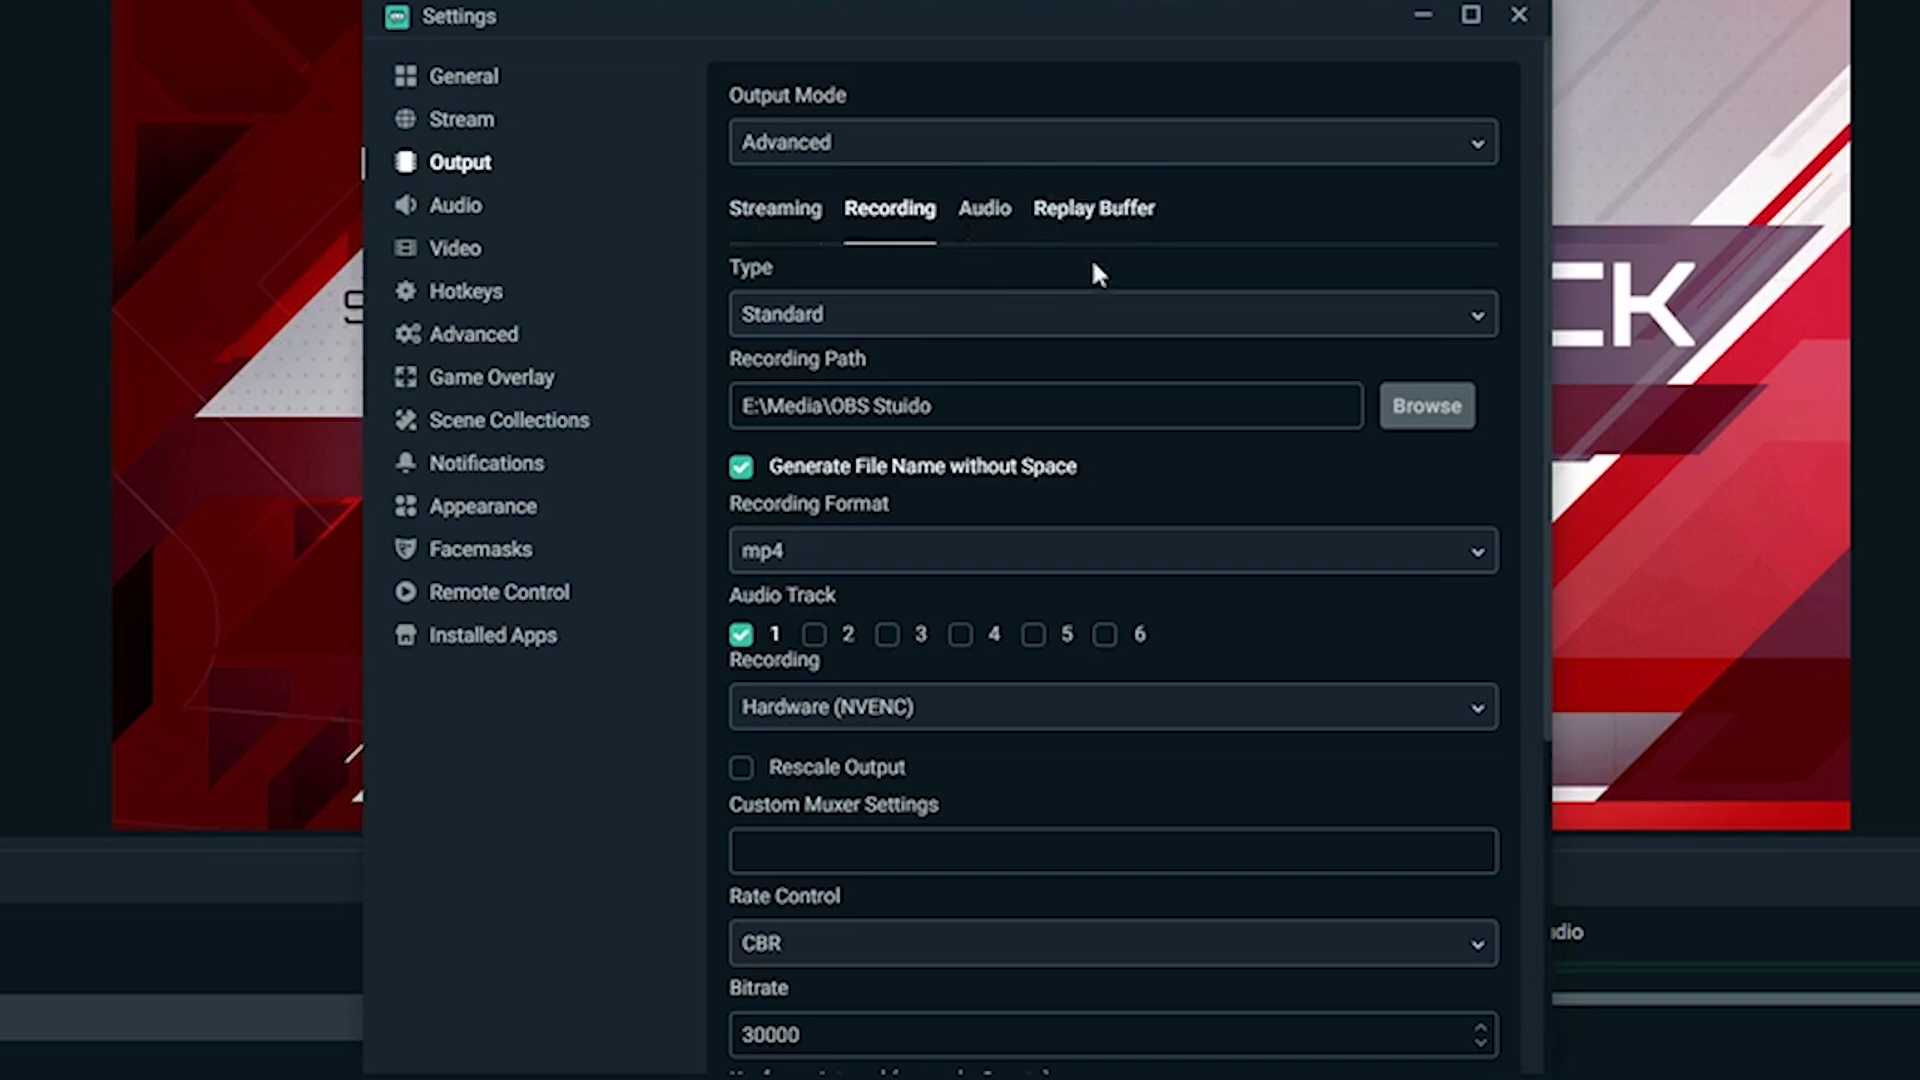 Settings
General
Stream
Output
Audio
Video
Hotkeys
Advanced
Game Overlay
Scene Collections
Notifications
Appearance
Facemasks
Remote Control
Installed Apps
Output Mode
Advanced
Streaming Recording Audio Replay Buffer
Type
Standard
Recording Path
E:\Media\OBS Stuido
Browse
Generate File Name without Space
Recording Format
mp4
Audio Track
1 2 3 4 5 6
Recording
Hardware (NVENC)
Rescale Output
Custom Muxer Settings
Rate Control
CBR
Bitrate
30000
S
CK
dio